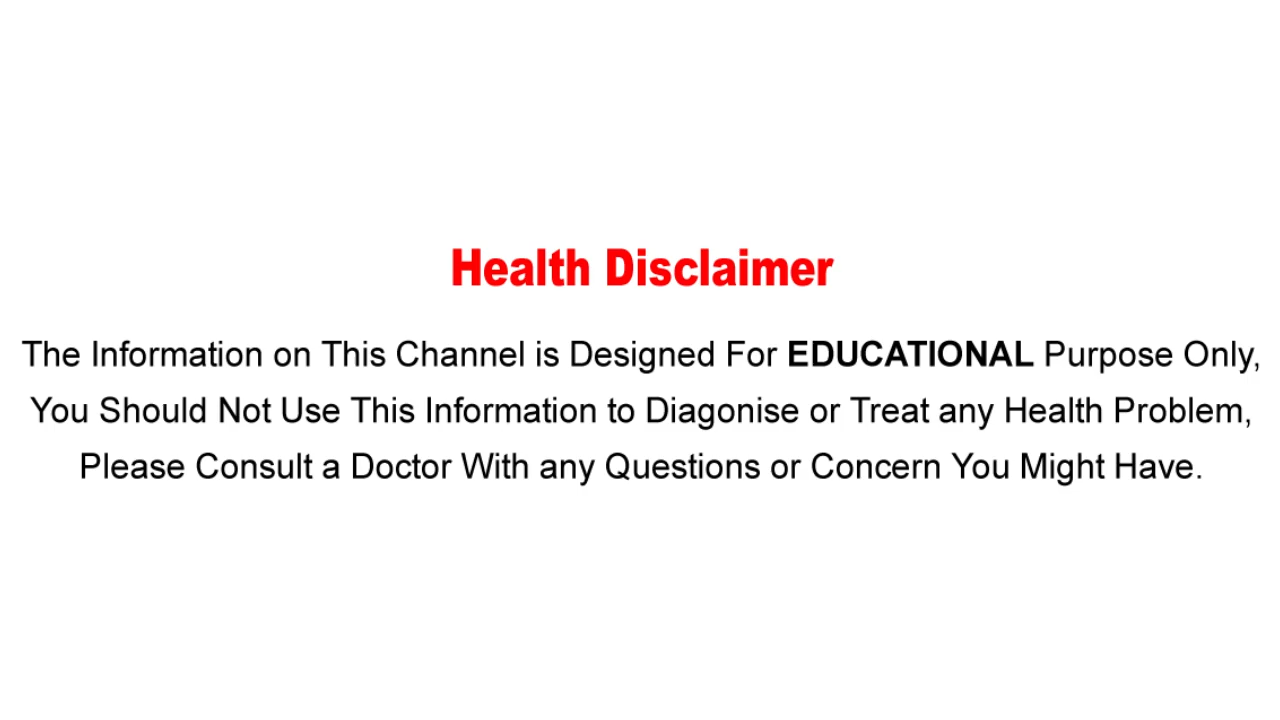 Health Disclaimer
The Information on This Channel is Designed For EDUCATIONAL Purpose Only,
You Should Not Use This Information to Diagonise or Treat any Health Problem,
Please Consult a Doctor With any Questions or Concern You Might Have.